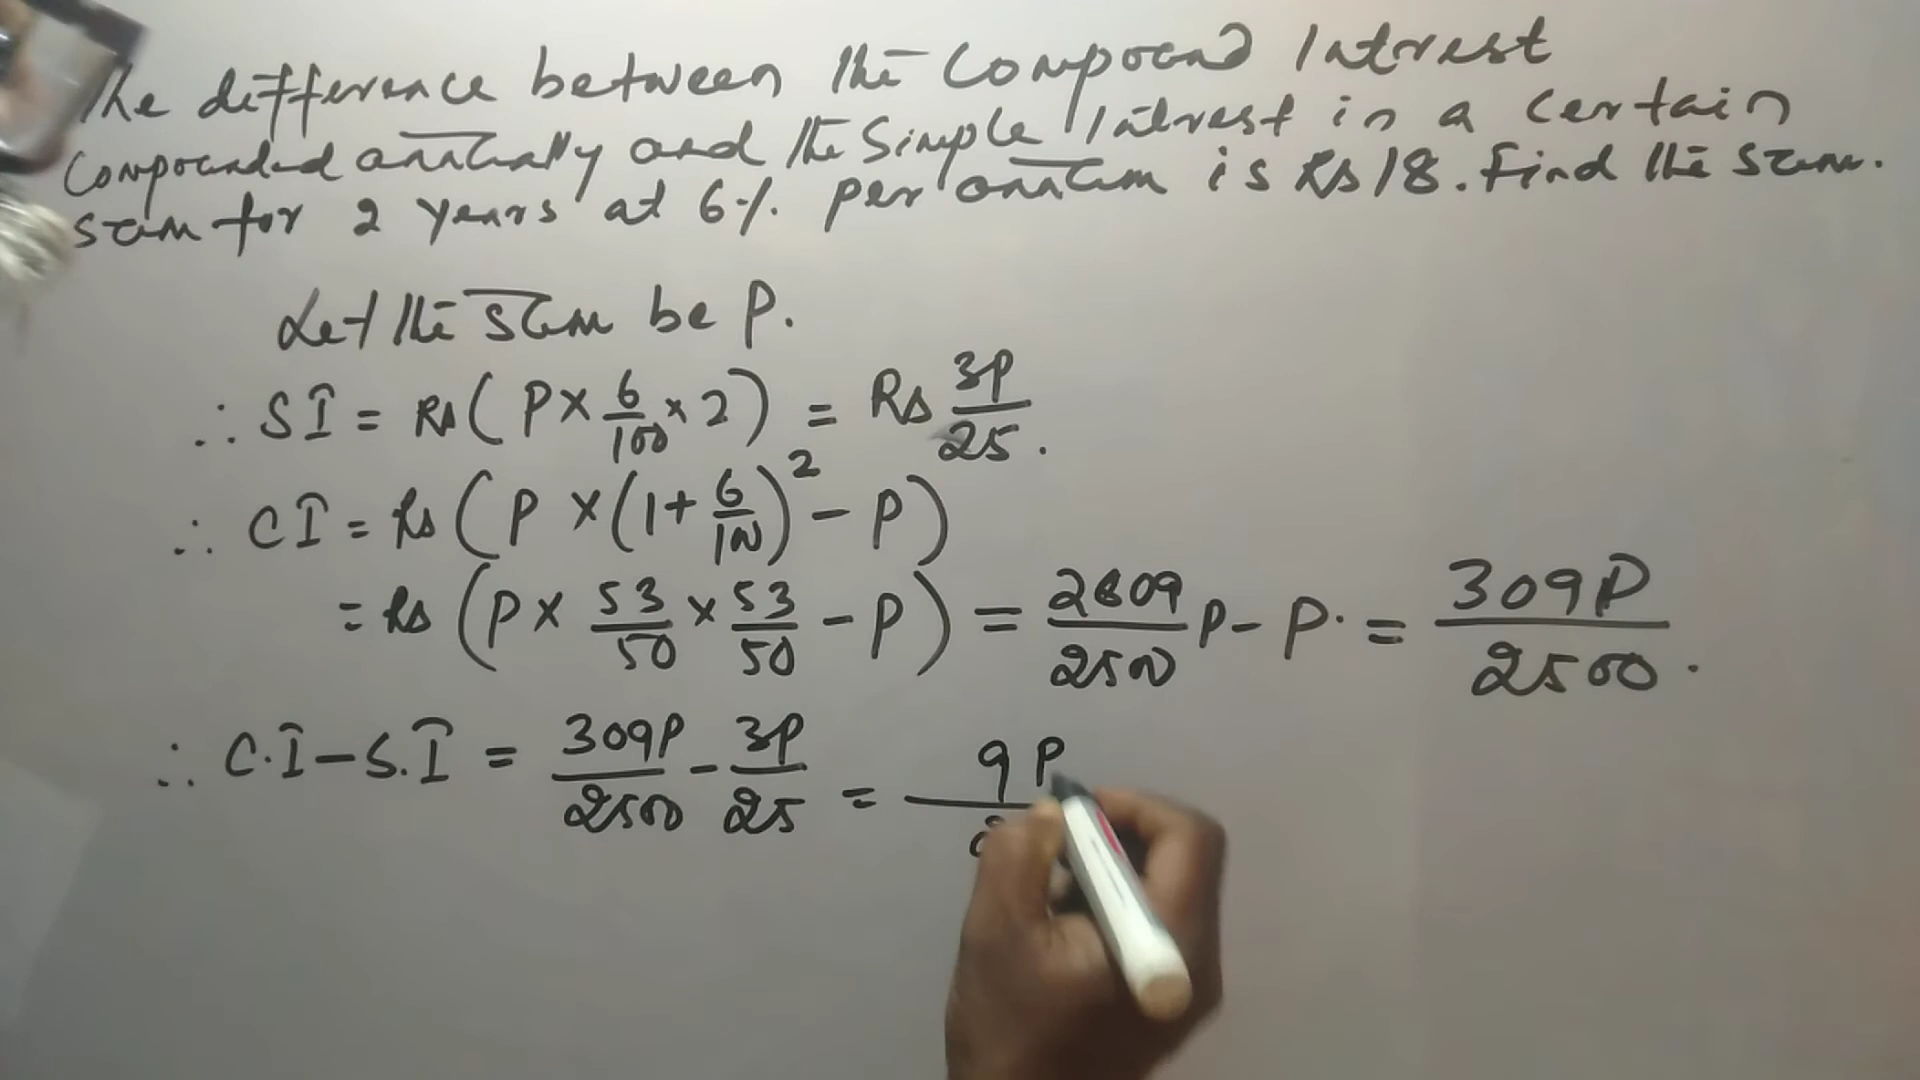 The difference between the Compound Interest
Compounded annually and the Simple Interest in a certain
sum for 2 years at 6% per annum is Rs 18. Find the sum.
Let the sum be P.
∴ SI = Rs ( P × 6/100 × 2 ) = Rs 3P/25 .
∴ CI = Rs ( P × (1 + 6/100)² − P )
= Rs ( P × 53/50 × 53/50 − P ) = 2809/2500 P − P . = 309P/2500 .
∴ C.I − S.I = 309P/2500 − 3P/25 = 9P